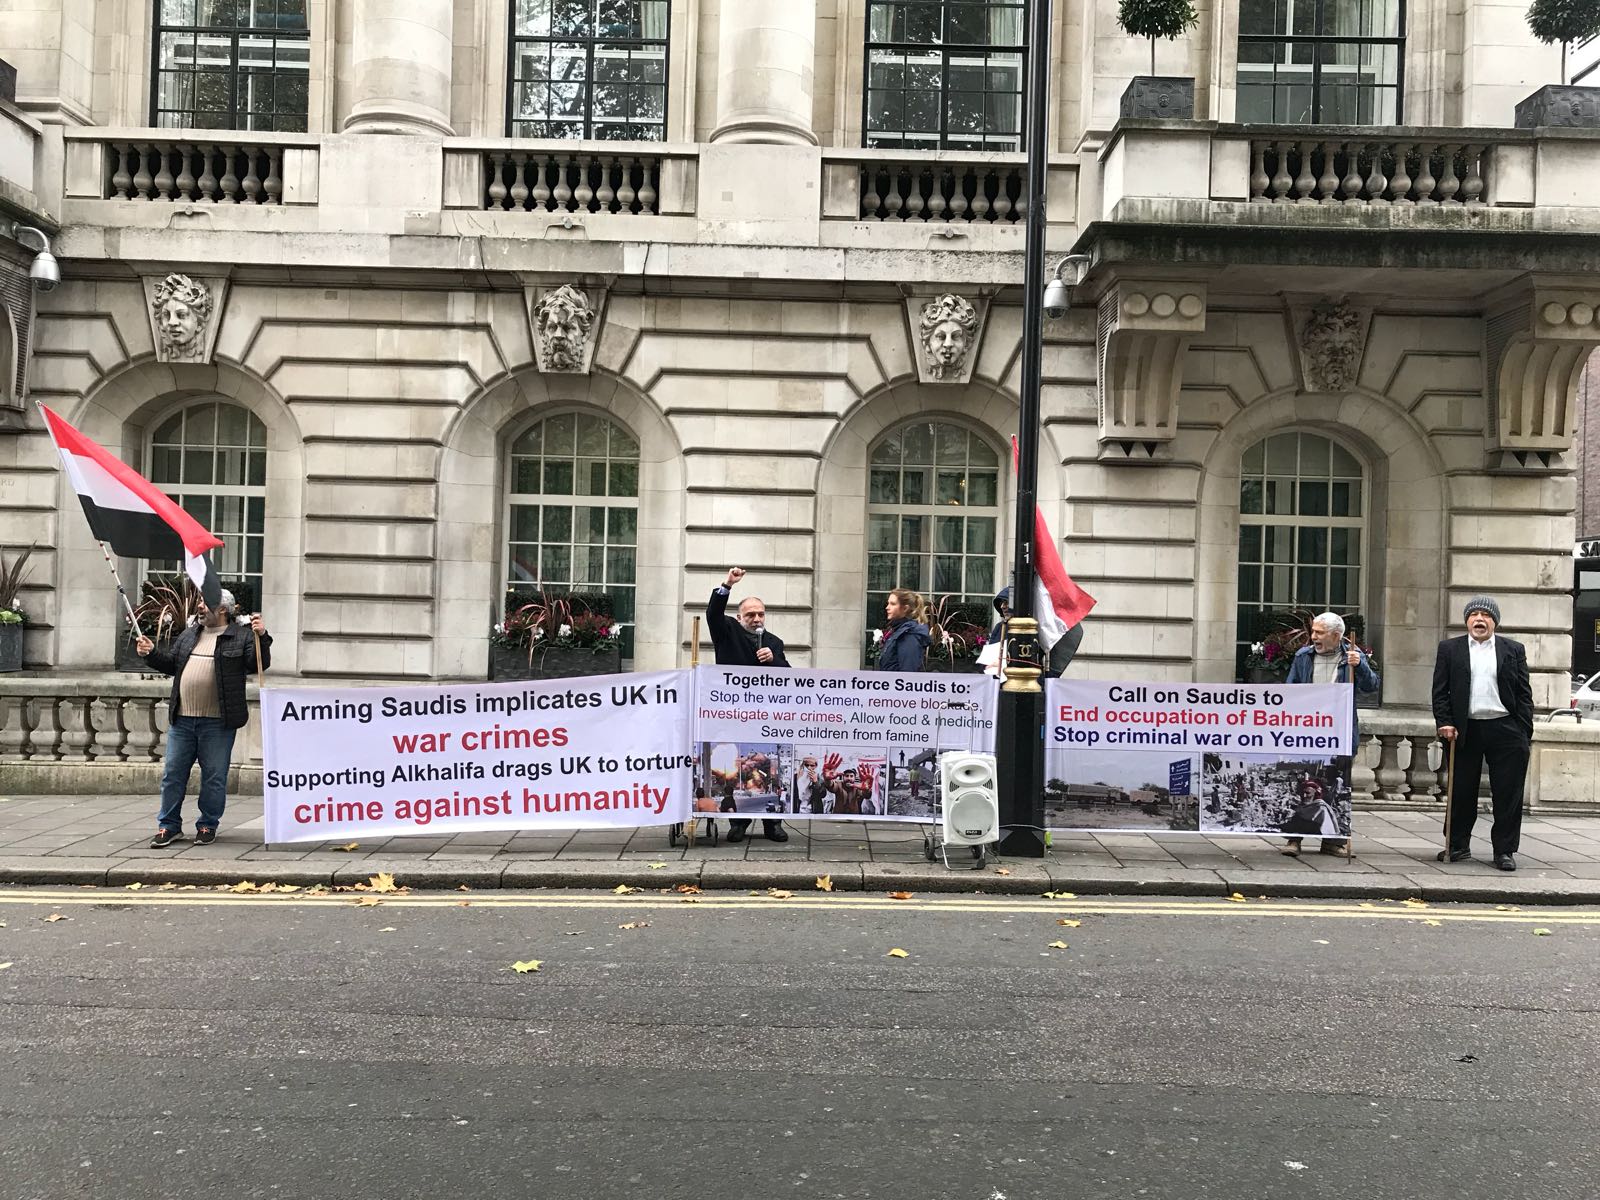 Arming Saudis implicates UK in
war crimes
Supporting Alkhalifa drags UK to torture
crime against humanity
Together we can force Saudis to:
Stop the war on Yemen, remove blockade,
Investigate war crimes, Allow food & medicine
Save children from famine
Call on Saudis to
End occupation of Bahrain
Stop criminal war on Yemen